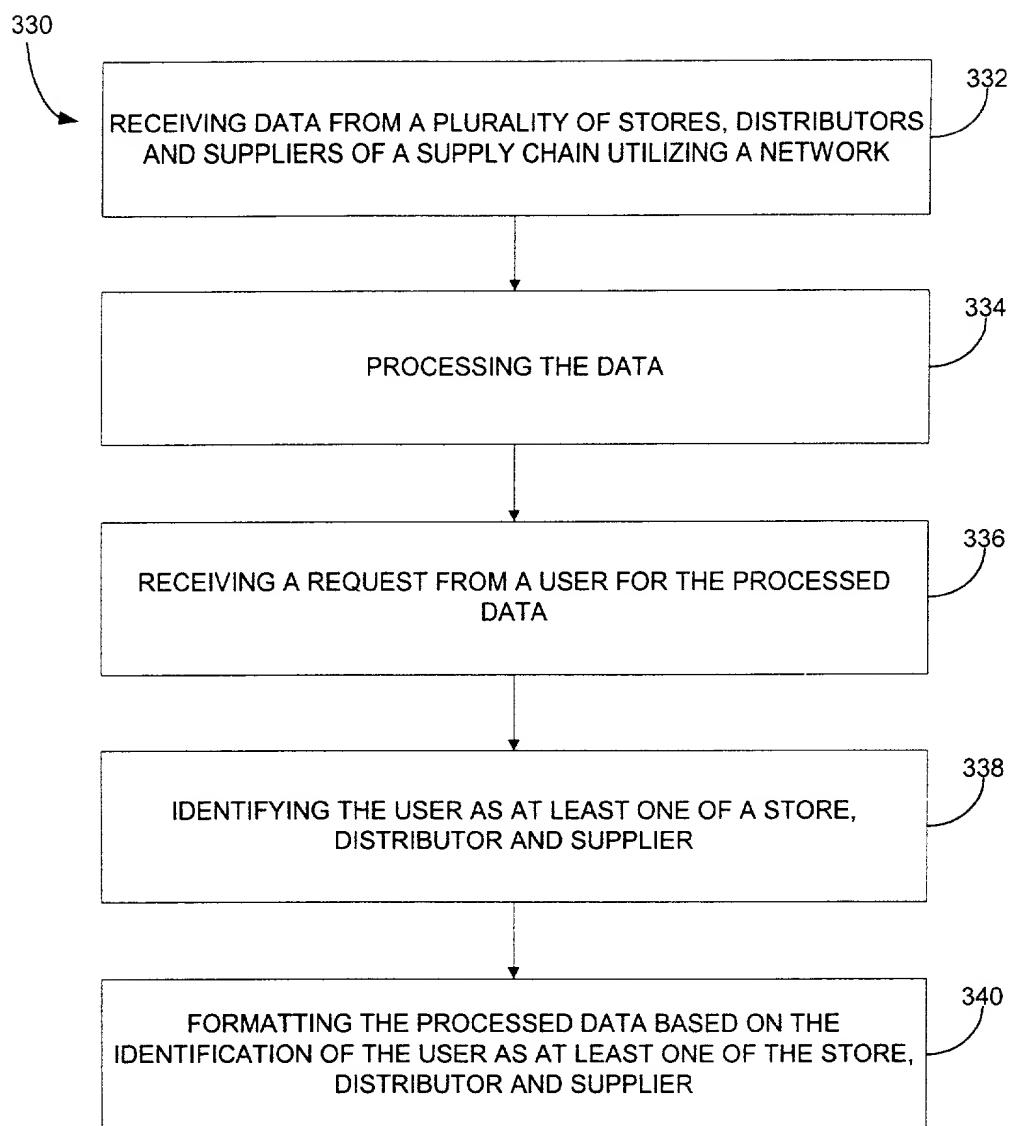 330
332
RECEIVING DATA FROM A PLURALITY OF STORES, DISTRIBUTORS
AND SUPPLIERS OF A SUPPLY CHAIN UTILIZING A NETWORK
334
PROCESSING THE DATA
336
RECEIVING A REQUEST FROM A USER FOR THE PROCESSED
DATA
338
IDENTIFYING THE USER AS AT LEAST ONE OF A STORE,
DISTRIBUTOR AND SUPPLIER
340
FORMATTING THE PROCESSED DATA BASED ON THE
IDENTIFICATION OF THE USER AS AT LEAST ONE OF THE STORE,
DISTRIBUTOR AND SUPPLIER